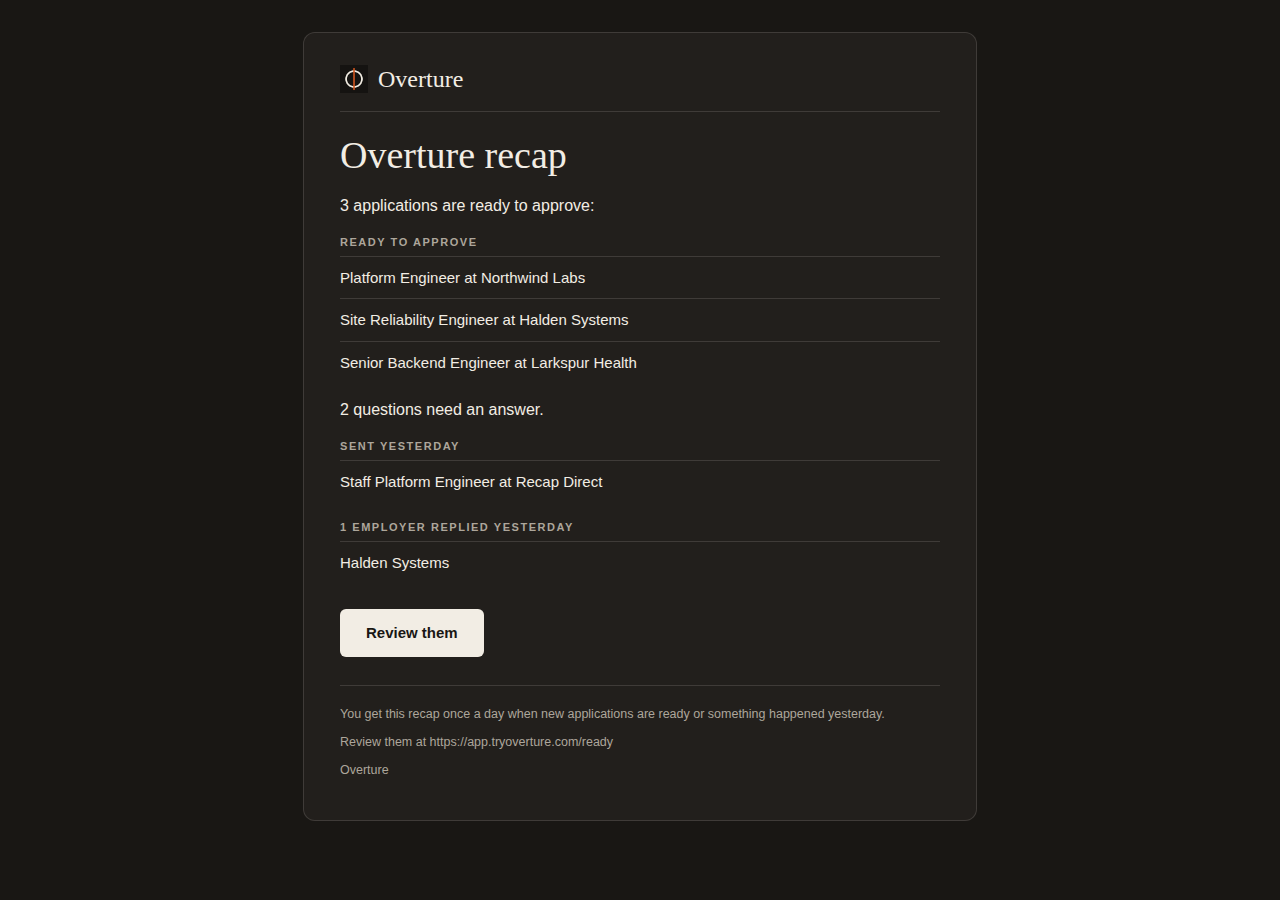 Overture
Overture recap
3 applications are ready to approve:
READY TO APPROVE
Platform Engineer at Northwind Labs
Site Reliability Engineer at Halden Systems
Senior Backend Engineer at Larkspur Health
2 questions need an answer.
SENT YESTERDAY
Staff Platform Engineer at Recap Direct
1 EMPLOYER REPLIED YESTERDAY
Halden Systems
Review them
You get this recap once a day when new applications are ready or something happened yesterday.
Review them at https://app.tryoverture.com/ready
Overture